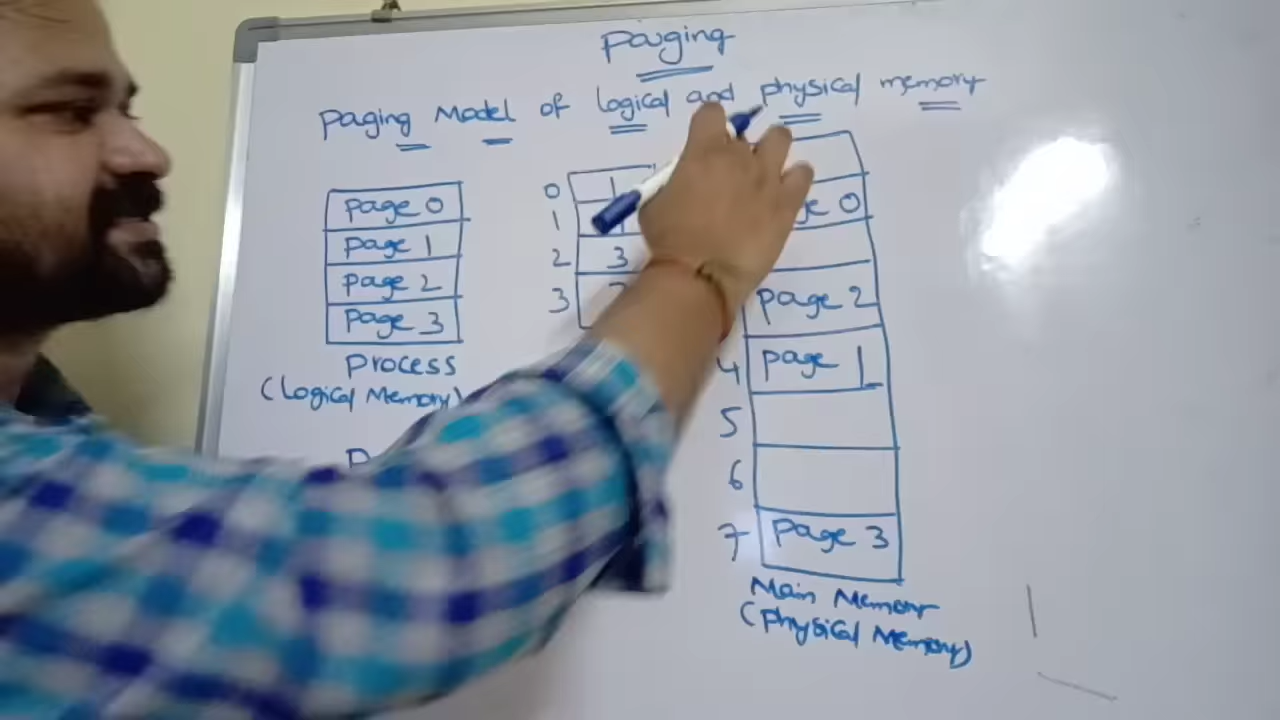 Paging
Paging Model of logical and physical memory
Page 0
Page 1
Page 2
Page 3
Process
(Logical Memory)
0 1
1
2 3
3
Page 2
4 Page 1
5
6
7 Page 3
Main Memory
(Physical Memory)